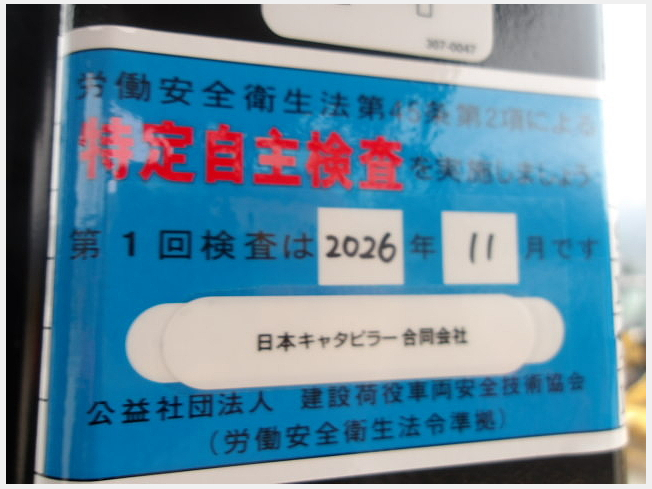 307-0047
労働安全衛生法第45条第2項による
特定自主検査を実施しましょう
第1回検査は2026年11月です
日本キャタピラー合同会社
公益社団法人 建設荷役車両安全技術協会
(労働安全衛生法令準拠)